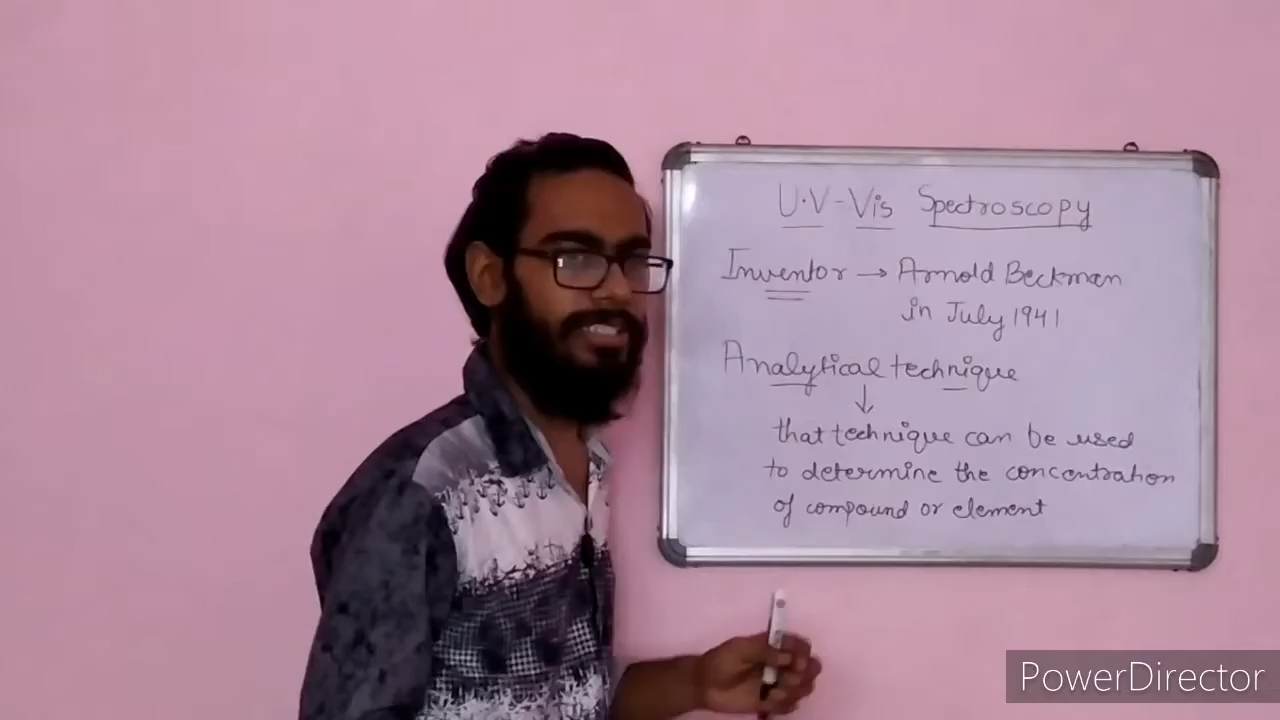 U.V-Vis Spectroscopy
Inventor → Arnold Beckman
in July 1941
Analytical technique
↓
that technique can be used
to determine the concentration
of compound or element
PowerDirector